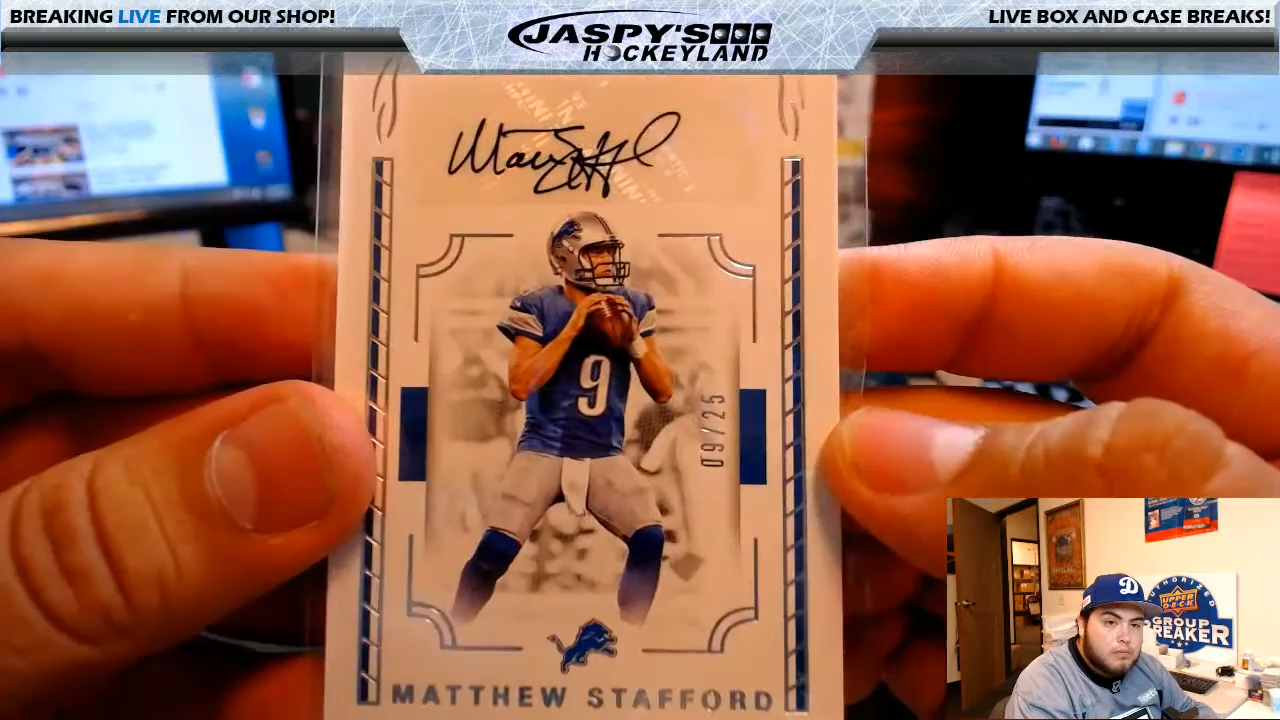 BREAKING LIVE FROM OUR SHOP!
JASPY'S
HOCKEYLAND
LIVE BOX AND CASE BREAKS!
9
09/25
MATTHEW STAFFORD
D
AUTHORIZED
UPPER DECK
GROUP
BREAKER